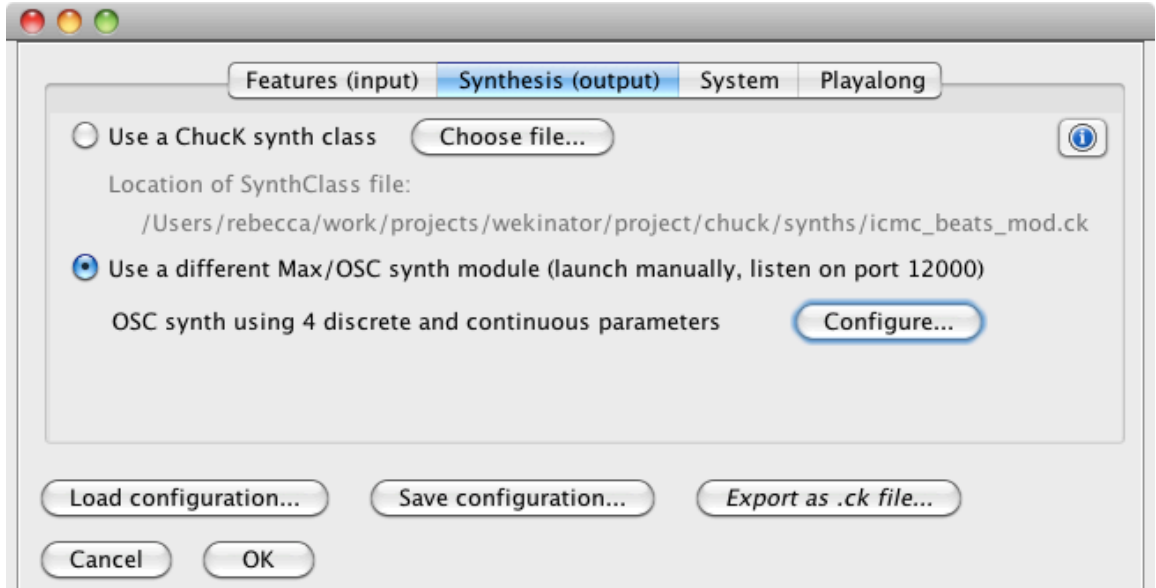 Features (input) Synthesis (output) System Playalong
Use a ChucK synth class Choose file...
Location of SynthClass file:
/Users/rebecca/work/projects/wekinator/project/chuck/synths/icmc_beats_mod.ck
Use a different Max/OSC synth module (launch manually, listen on port 12000)
OSC synth using 4 discrete and continuous parameters Configure...
Load configuration... Save configuration... Export as .ck file...
Cancel OK